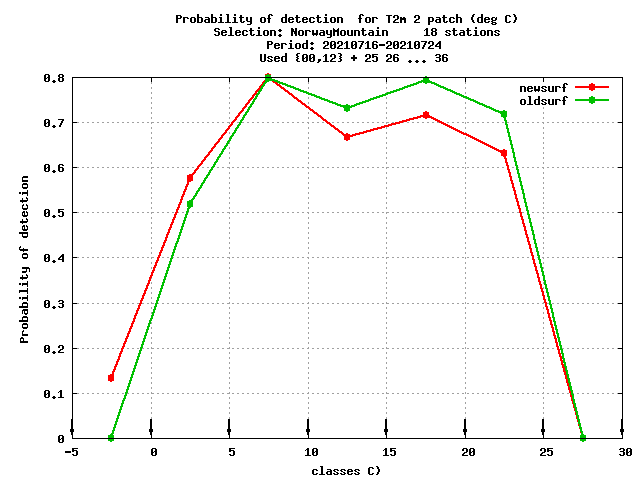 Probability of detection  for T2m 2 patch (deg C)
Selection: NorwayMountain     18 stations
Period: 20210716-20210724
Used {00,12} + 25 26 ... 36
newsurf
oldsurf
Probability of detection
0.8
0.7
0.6
0.5
0.4
0.3
0.2
0.1
0
-5 0 5 10 15 20 25 30
classes C)